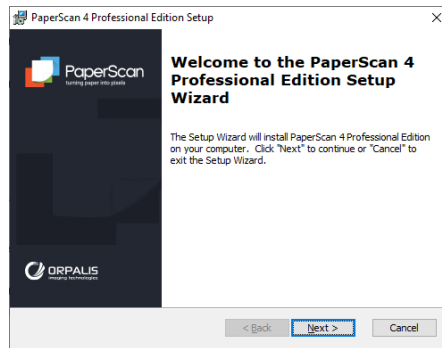 PaperScan 4 Professional Edition Setup
PaperScan
turning paper into pixels
Welcome to the PaperScan 4
Professional Edition Setup
Wizard
The Setup Wizard will install PaperScan 4 Professional Edition
on your computer. Click "Next" to continue or "Cancel" to
exit the Setup Wizard.
ORPALIS
imaging technologies
< Back
Next >
Cancel